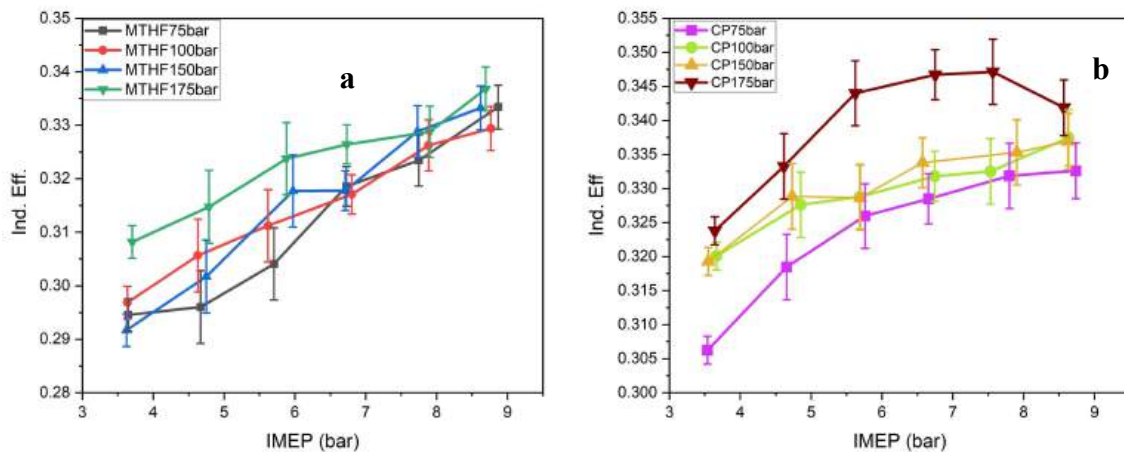 0.35
0.34
0.33
0.32
0.31
0.30
0.29
0.28
Ind. Eff.
MTHF75bar
MTHF100bar
MTHF150bar
MTHF175bar
a
3 4 5 6 7 8 9
IMEP (bar)
0.355
0.350
0.345
0.340
0.335
0.330
0.325
0.320
0.315
0.310
0.305
0.300
Ind. Eff
CP75bar
CP100bar
CP150bar
CP175bar
b
3 4 5 6 7 8 9
IMEP (bar)